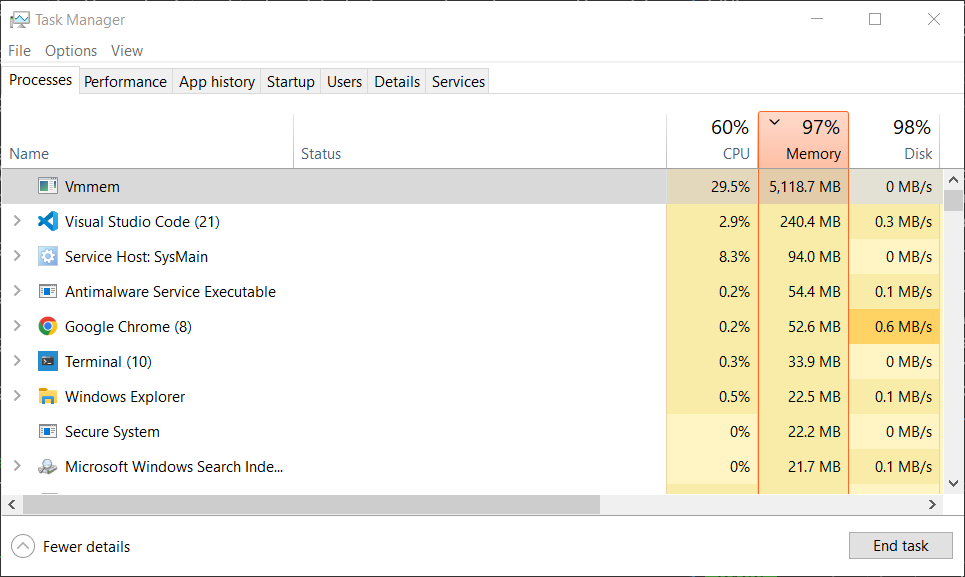 Task Manager
File Options View
Processes Performance App history Startup Users Details Services
60% 97% 98%
Name Status CPU Memory Disk
Vmmem 29.5% 5,118.7 MB 0 MB/s
Visual Studio Code (21) 2.9% 240.4 MB 0.3 MB/s
Service Host: SysMain 8.3% 94.0 MB 0 MB/s
Antimalware Service Executable 0.2% 54.4 MB 0.1 MB/s
Google Chrome (8) 0.2% 52.6 MB 0.6 MB/s
Terminal (10) 0.3% 33.9 MB 0 MB/s
Windows Explorer 0.5% 22.5 MB 0.1 MB/s
Secure System 0% 22.2 MB 0 MB/s
Microsoft Windows Search Inde... 0% 21.7 MB 0.1 MB/s
Fewer details End task